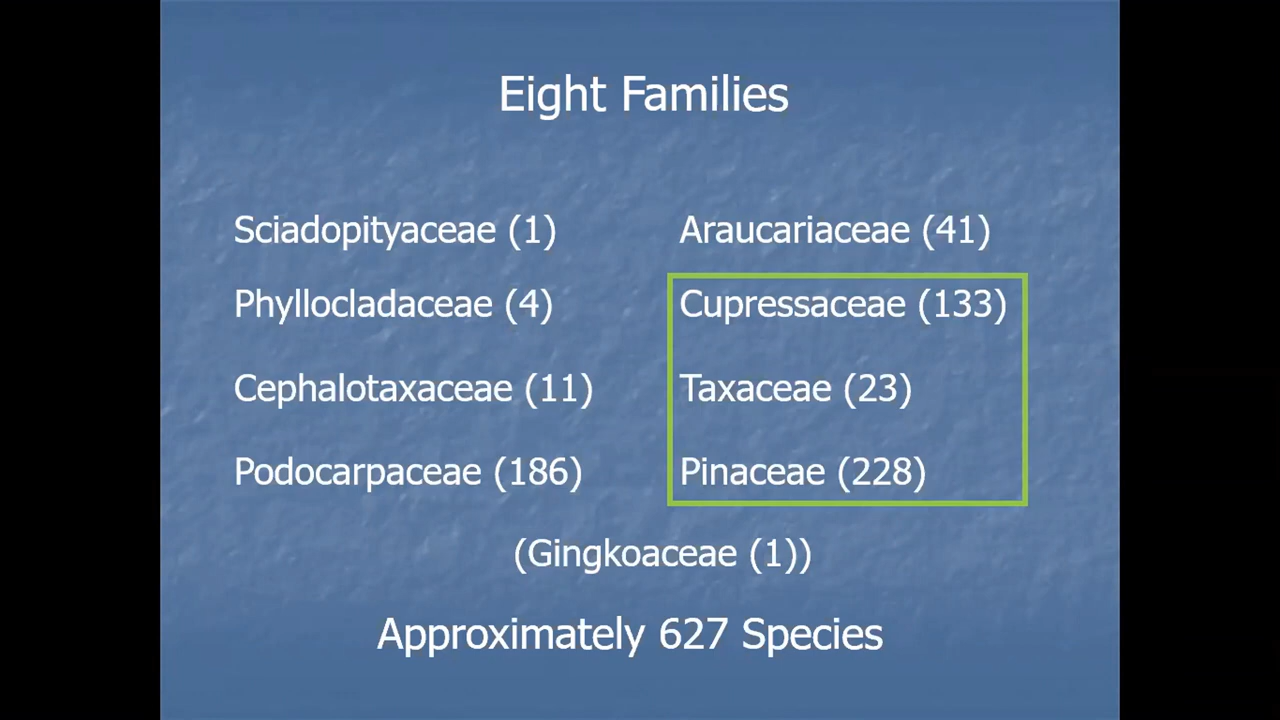 Eight Families
Sciadopityaceae (1)
Phyllocladaceae (4)
Cephalotaxaceae (11)
Podocarpaceae (186)
Araucariaceae (41)
Cupressaceae (133)
Taxaceae (23)
Pinaceae (228)
(Gingkoaceae (1))
Approximately 627 Species